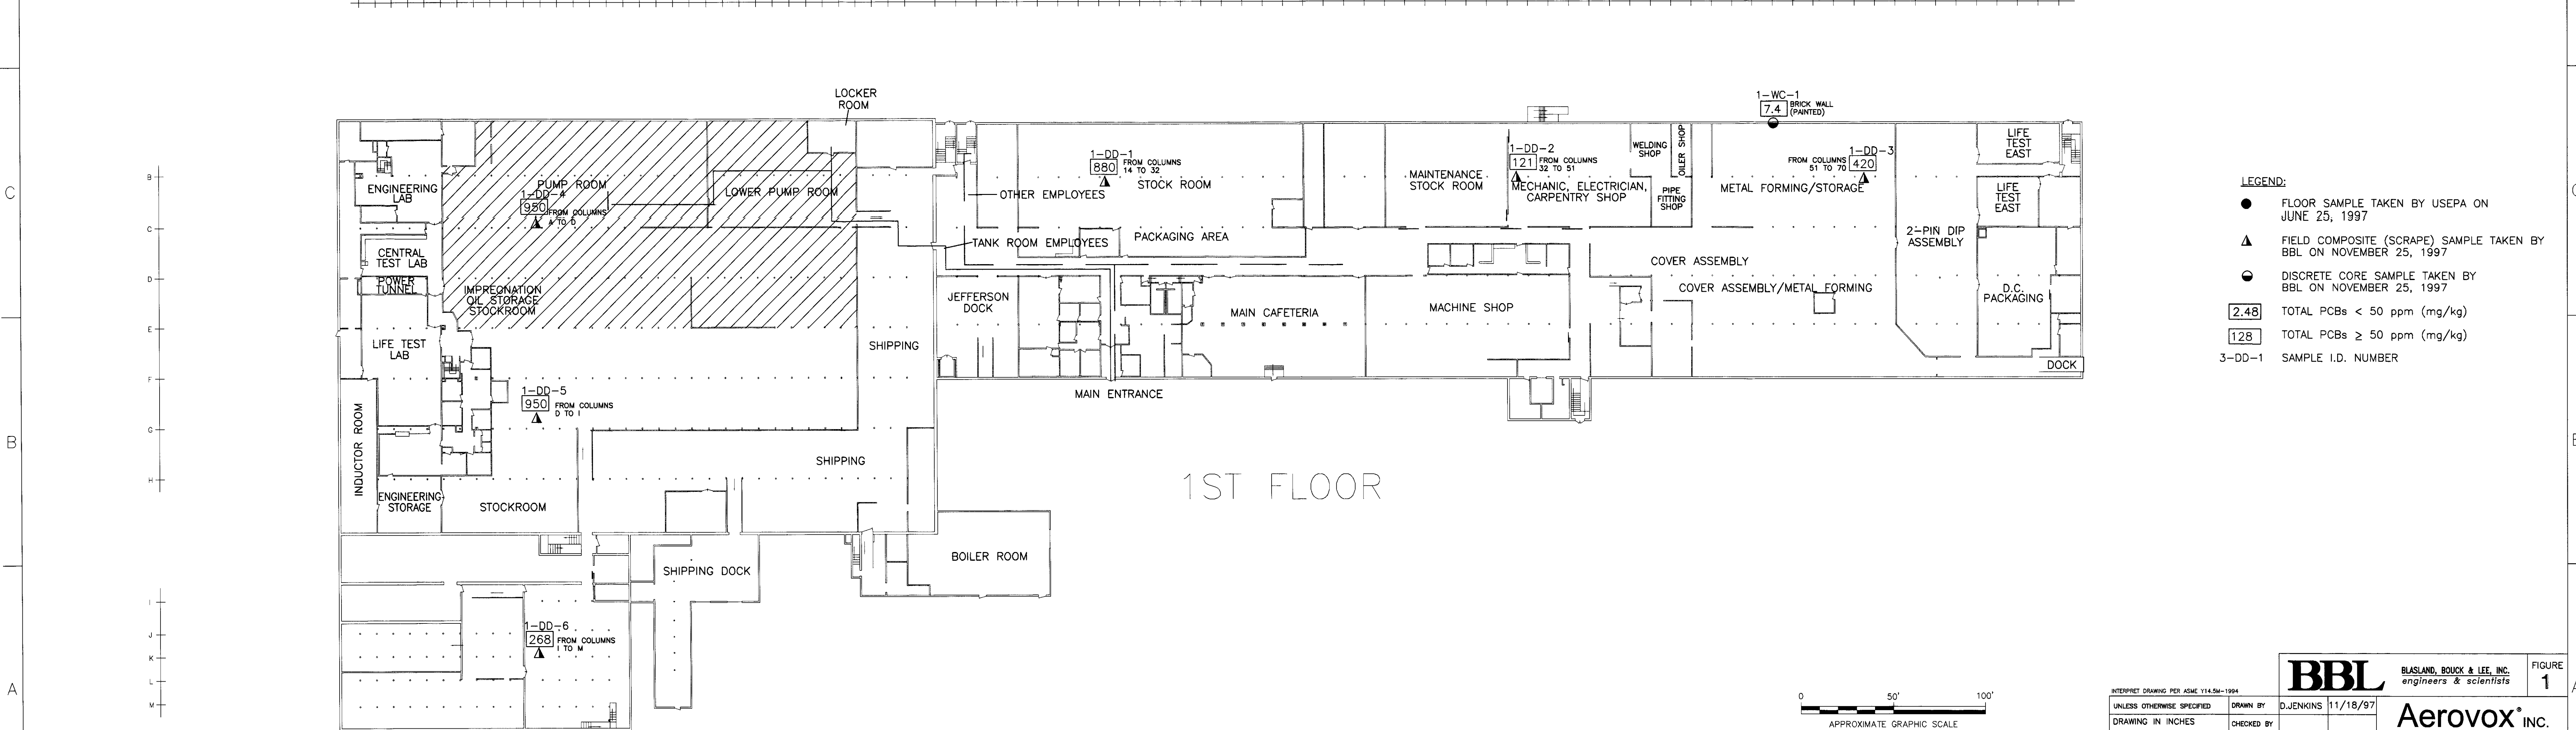 C
B
A
B
C
D
E
F
G
H
I
J
K
L
M
LOCKER
ROOM
ENGINEERING
LAB
PUMP ROOM
1-DD-4
950
FROM COLUMNS
A TO D
LOWER PUMP ROOM
CENTRAL
TEST LAB
POWER
TUNNEL
IMPREGNATION
OIL STORAGE
STOCKROOM
LIFE TEST
LAB
SHIPPING
1-DD-5
950
FROM COLUMNS
D TO I
INDUCTOR ROOM
SHIPPING
ENGINEERING
STORAGE
STOCKROOM
SHIPPING DOCK
BOILER ROOM
1-DD-6
268
FROM COLUMNS
I TO M
1-DD-1
880
FROM COLUMNS
14 TO 32
STOCK ROOM
OTHER EMPLOYEES
TANK ROOM EMPLOYEES
PACKAGING AREA
JEFFERSON
DOCK
MAIN CAFETERIA
MAIN ENTRANCE
MAINTENANCE
STOCK ROOM
1-DD-2
121
FROM COLUMNS
32 TO 51
MECHANIC, ELECTRICIAN,
CARPENTRY SHOP
MACHINE SHOP
WELDING
SHOP
OILER SHOP
PIPE
FITTING
SHOP
1-WC-1
7.4
BRICK WALL
(PAINTED)
1-DD-3
FROM COLUMNS
51 TO 70
420
METAL FORMING/STORAGE
COVER ASSEMBLY
COVER ASSEMBLY/METAL FORMING
2-PIN DIP
ASSEMBLY
LIFE
TEST
EAST
LIFE
TEST
EAST
D.C.
PACKAGING
DOCK
1ST FLOOR
LEGEND:
FLOOR SAMPLE TAKEN BY USEPA ON
JUNE 25, 1997
FIELD COMPOSITE (SCRAPE) SAMPLE TAKEN BY
BBL ON NOVEMBER 25, 1997
DISCRETE CORE SAMPLE TAKEN BY
BBL ON NOVEMBER 25, 1997
2.48 TOTAL PCBs < 50 ppm (mg/kg)
128 TOTAL PCBs ≥ 50 ppm (mg/kg)
3-DD-1 SAMPLE I.D. NUMBER
0 50' 100'
APPROXIMATE GRAPHIC SCALE
BBL
BLASLAND, BOUCK & LEE, INC.
engineers & scientists
FIGURE
1
INTERPRET DRAWING PER ASME Y14.5M-1994
UNLESS OTHERWISE SPECIFIED
DRAWING IN INCHES
DRAWN BY D.JENKINS 11/18/97
CHECKED BY
Aerovox® INC.